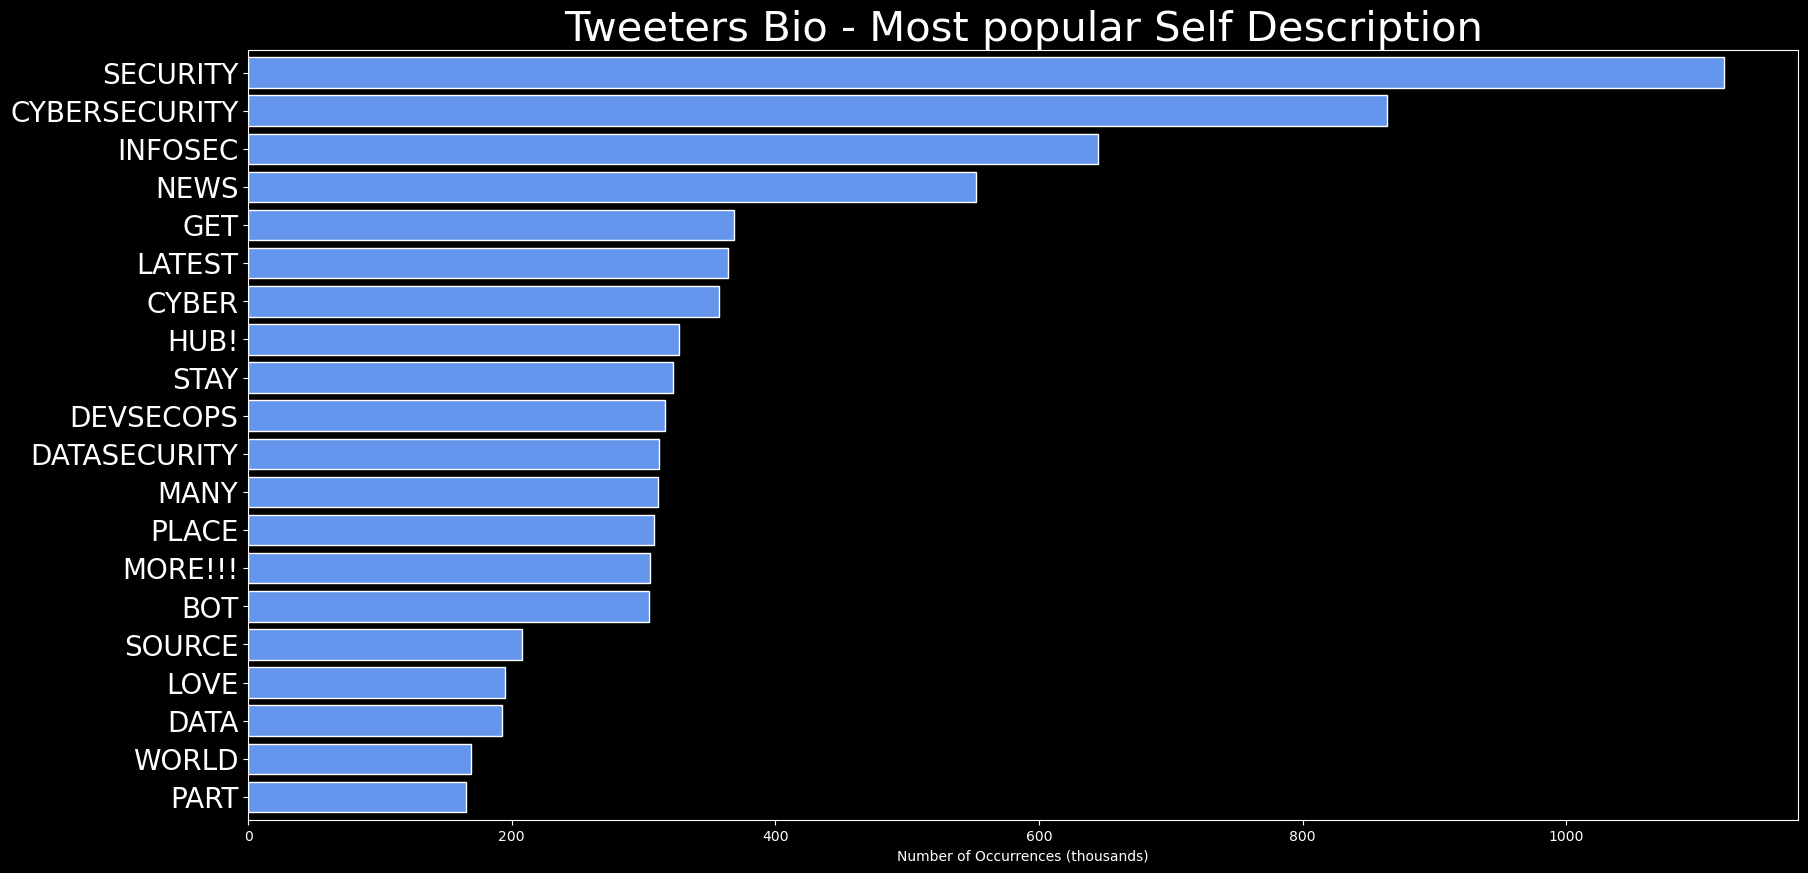 Tweeters Bio - Most popular Self Description
SECURITY
CYBERSECURITY
INFOSEC
NEWS
GET
LATEST
CYBER
HUB!
STAY
DEVSECOPS
DATASECURITY
MANY
PLACE
MORE!!!
BOT
SOURCE
LOVE
DATA
WORLD
PART
0 200 400 600 800 1000
Number of Occurrences (thousands)